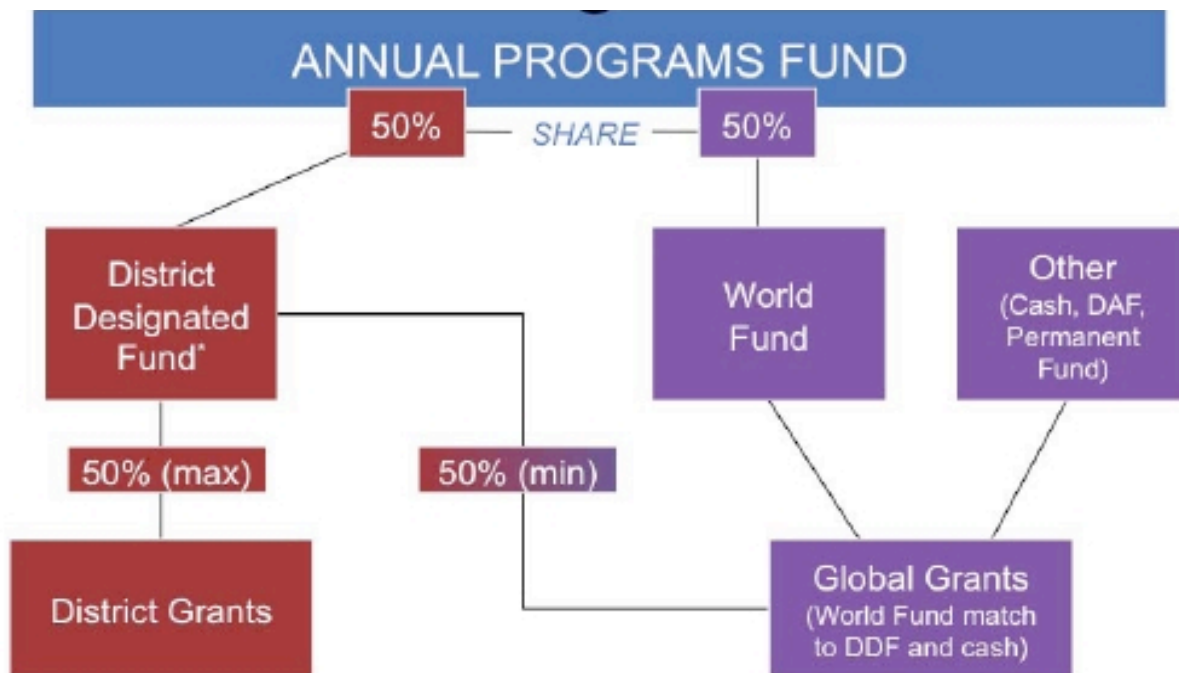 ANNUAL PROGRAMS FUND
50% SHARE 50%
District
Designated
Fund*
World
Fund
Other
(Cash, DAF,
Permanent
Fund)
50% (max)
50% (min)
District Grants
Global Grants
(World Fund match
to DDF and cash)